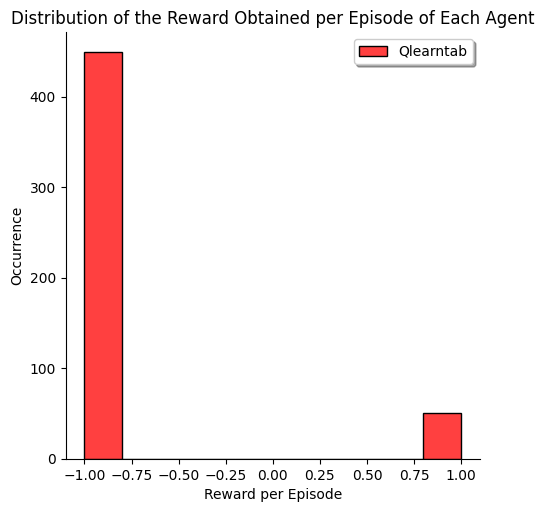 Distribution of the Reward Obtained per Episode of Each Agent
Qlearntab
400
300
200
100
0
Occurrence
−1.00 −0.75 −0.50 −0.25 0.00 0.25 0.50 0.75 1.00
Reward per Episode